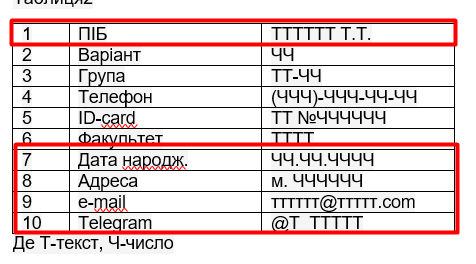 Таблиця2
1 ПІБ ТТТТТТ Т.Т.
2 Варіант ЧЧ
3 Група ТТ-ЧЧ
4 Телефон (ЧЧЧ)-ЧЧЧ-ЧЧ-ЧЧ
5 ID-card ТТ №ЧЧЧЧЧЧ
6 Факультет ТТТТ
7 Дата народж. ЧЧ.ЧЧ.ЧЧЧЧ
8 Адреса м. ЧЧЧЧЧЧ
9 e-mail тттттт@ттттт.com
10 Telegram @Т_ТТТТТ
Де Т-текст, Ч-число